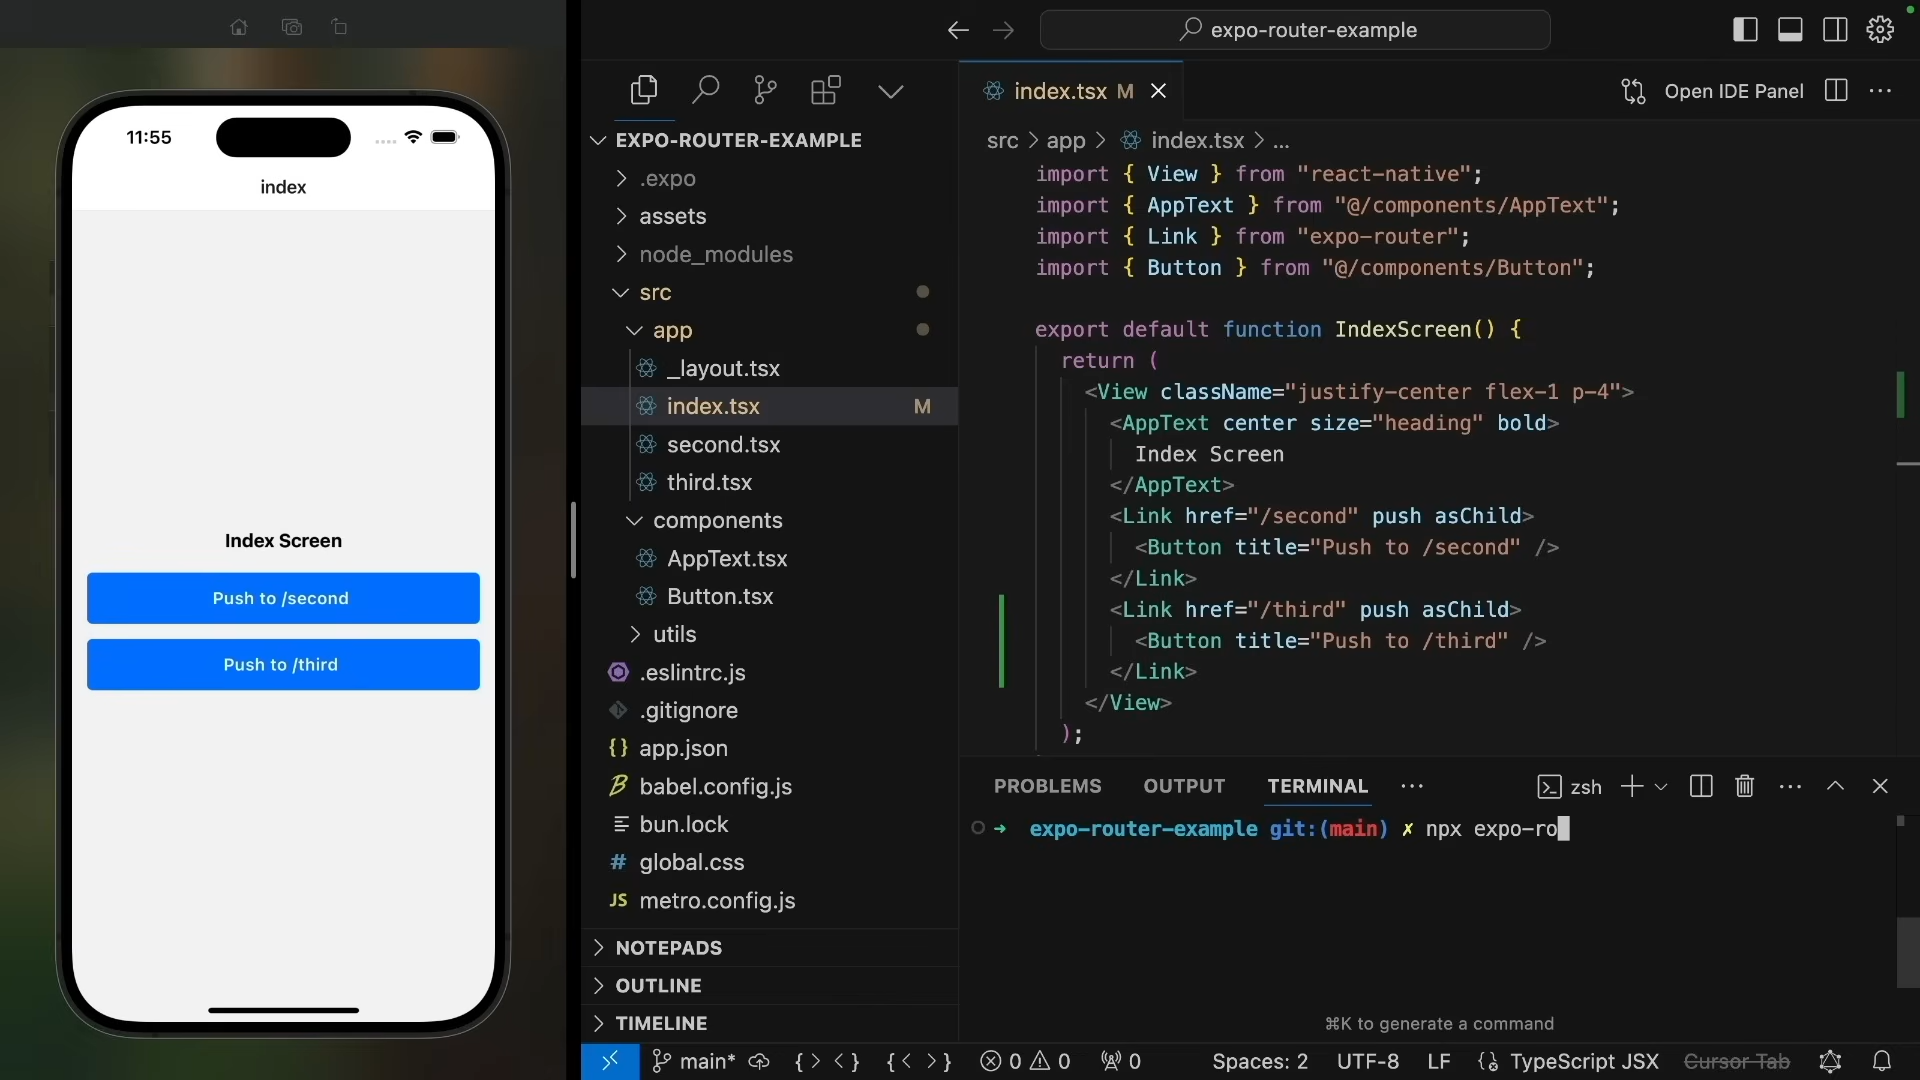 11:55
index
Index Screen
Push to /second
Push to /third
expo-router-example
EXPO-ROUTER-EXAMPLE
.expo
assets
node_modules
src
app
_layout.tsx
index.tsx M
second.tsx
third.tsx
components
AppText.tsx
Button.tsx
utils
.eslintrc.js
.gitignore
{} app.json
babel.config.js
bun.lock
# global.css
JS metro.config.js
NOTEPADS
OUTLINE
TIMELINE
index.tsx M
Open IDE Panel
src > app > index.tsx > ...
import { View } from "react-native";
import { AppText } from "@/components/AppText";
import { Link } from "expo-router";
import { Button } from "@/components/Button";
export default function IndexScreen() {
return (
<View className="justify-center flex-1 p-4">
<AppText center size="heading" bold>
Index Screen
</AppText>
<Link href="/second" push asChild>
<Button title="Push to /second" />
</Link>
<Link href="/third" push asChild>
<Button title="Push to /third" />
</Link>
</View>
);
PROBLEMS OUTPUT TERMINAL ...
zsh
→ expo-router-example git:(main) ✗ npx expo-ro
⌘K to generate a command
main* {> <} {< >} 0 0 0 Spaces: 2 UTF-8 LF TypeScript JSX Cursor Tab